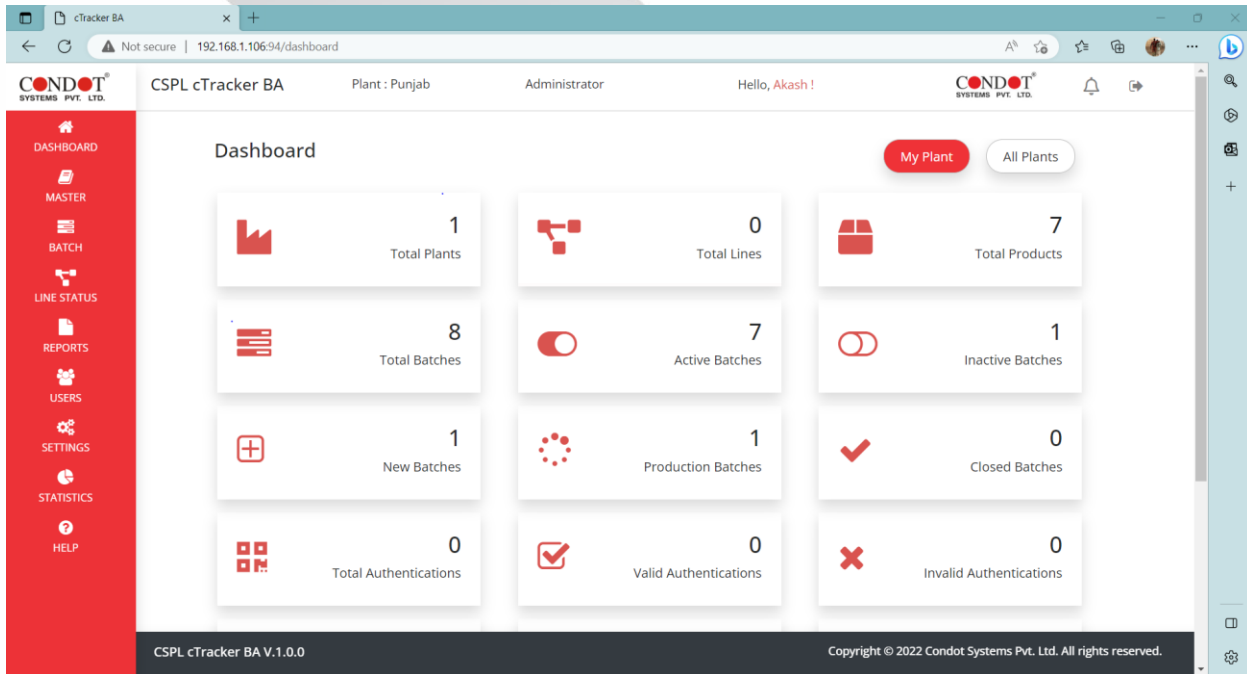 cTracker BA
Not secure | 192.168.1.106:94/dashboard
CONDOT®
SYSTEMS PVT. LTD.
CSPL cTracker BA Plant : Punjab Administrator Hello, Akash !
CONDOT®
SYSTEMS PVT. LTD.
DASHBOARD
MASTER
BATCH
LINE STATUS
REPORTS
USERS
SETTINGS
STATISTICS
HELP
Dashboard
My Plant All Plants
1
Total Plants
0
Total Lines
7
Total Products
8
Total Batches
7
Active Batches
1
Inactive Batches
1
New Batches
1
Production Batches
0
Closed Batches
0
Total Authentications
0
Valid Authentications
0
Invalid Authentications
CSPL cTracker BA V.1.0.0 Copyright © 2022 Condot Systems Pvt. Ltd. All rights reserved.